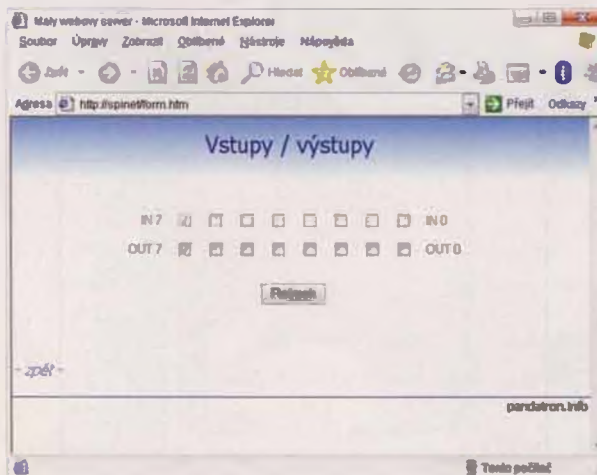 Malý webový server - Microsoft Internet Explorer
Soubor Úpravy Zobrazit Oblíbené Nástroje Nápověda
Zpět Hledat Oblíbené
Adresa http://spinet/form.htm Přejít Odkazy
Vstupy / výstupy
IN 7 IN 0
OUT 7 OUT 0
- zpět -
pandatron.info
Tento počítač